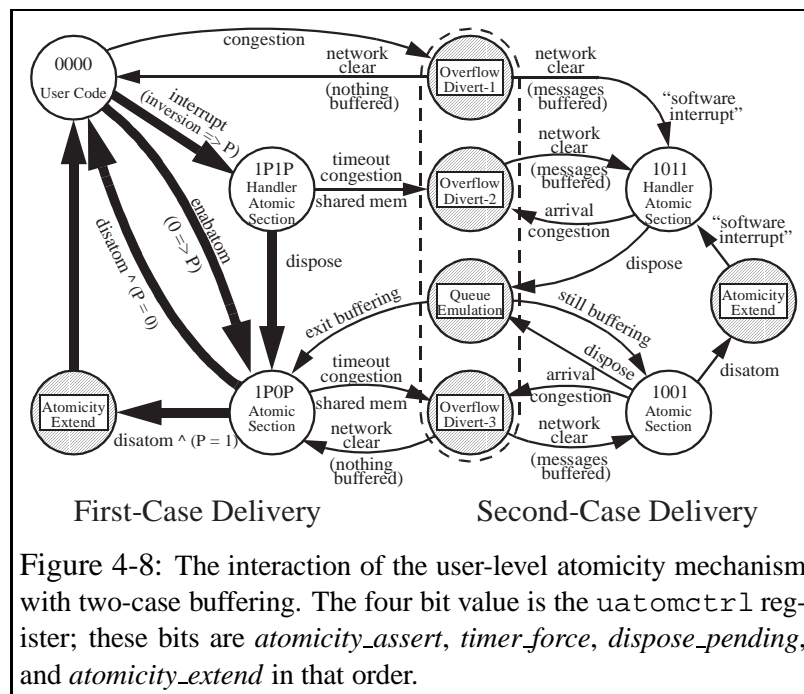 congestion
0000
User Code
network
clear
(nothing
buffered)
Overflow
Divert-1
network
clear
(messages
buffered)
“software
interrupt”
interrupt
(inversion => P)
1P1P
Handler
Atomic
Section
timeout
congestion
shared mem
Overflow
Divert-2
network
clear
(messages
buffered)
arrival
congestion
1011
Handler
Atomic
Section
“software
interrupt”
enabatom
(0 => P)
disatom ^ (P = 0)
dispose
dispose
exit buffering
Queue
Emulation
still buffering
dispose
Atomicity
Extend
disatom
Atomicity
Extend
disatom ^ (P = 1)
1P0P
Atomic
Section
timeout
congestion
shared mem
network
clear
(nothing
buffered)
Overflow
Divert-3
arrival
congestion
network
clear
(messages
buffered)
1001
Atomic
Section
First-Case Delivery
Second-Case Delivery
Figure 4-8: The interaction of the user-level atomicity mechanism
with two-case buffering. The four bit value is the uatomctrl reg-
ister; these bits are atomicity_assert, timer_force, dispose_pending,
and atomicity_extend in that order.